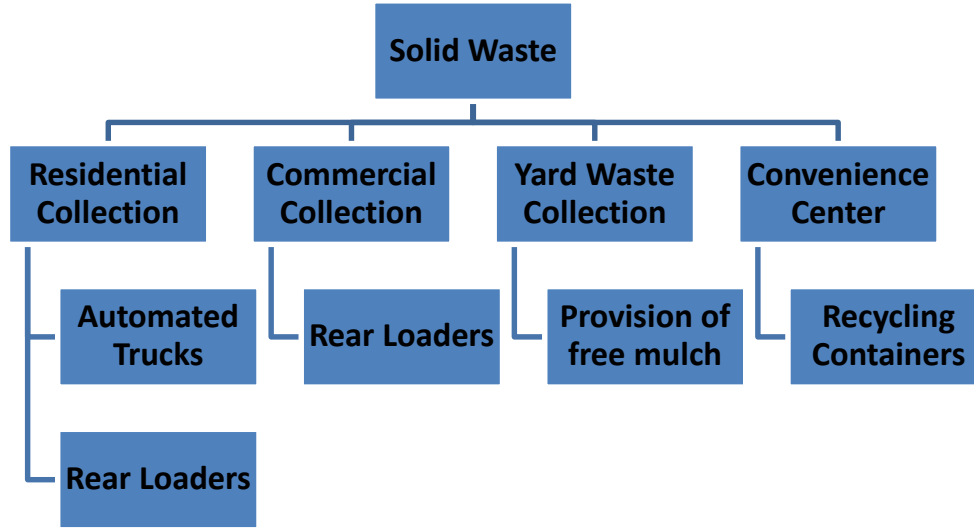 Solid Waste
Residential
Collection
Commercial
Collection
Yard Waste
Collection
Convenience
Center
Automated
Trucks
Rear Loaders
Rear Loaders
Provision of
free mulch
Recycling
Containers